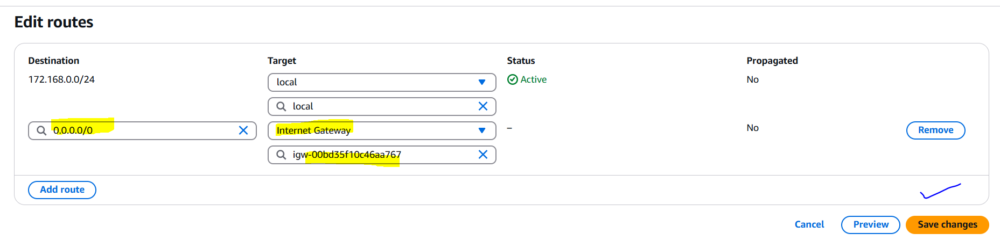 Edit routes
Destination Target Status Propagated
172.168.0.0/24 local Active No
local
0.0.0.0/0 Internet Gateway – No Remove
igw-00bd35f10c46aa767
Add route
Cancel Preview Save changes